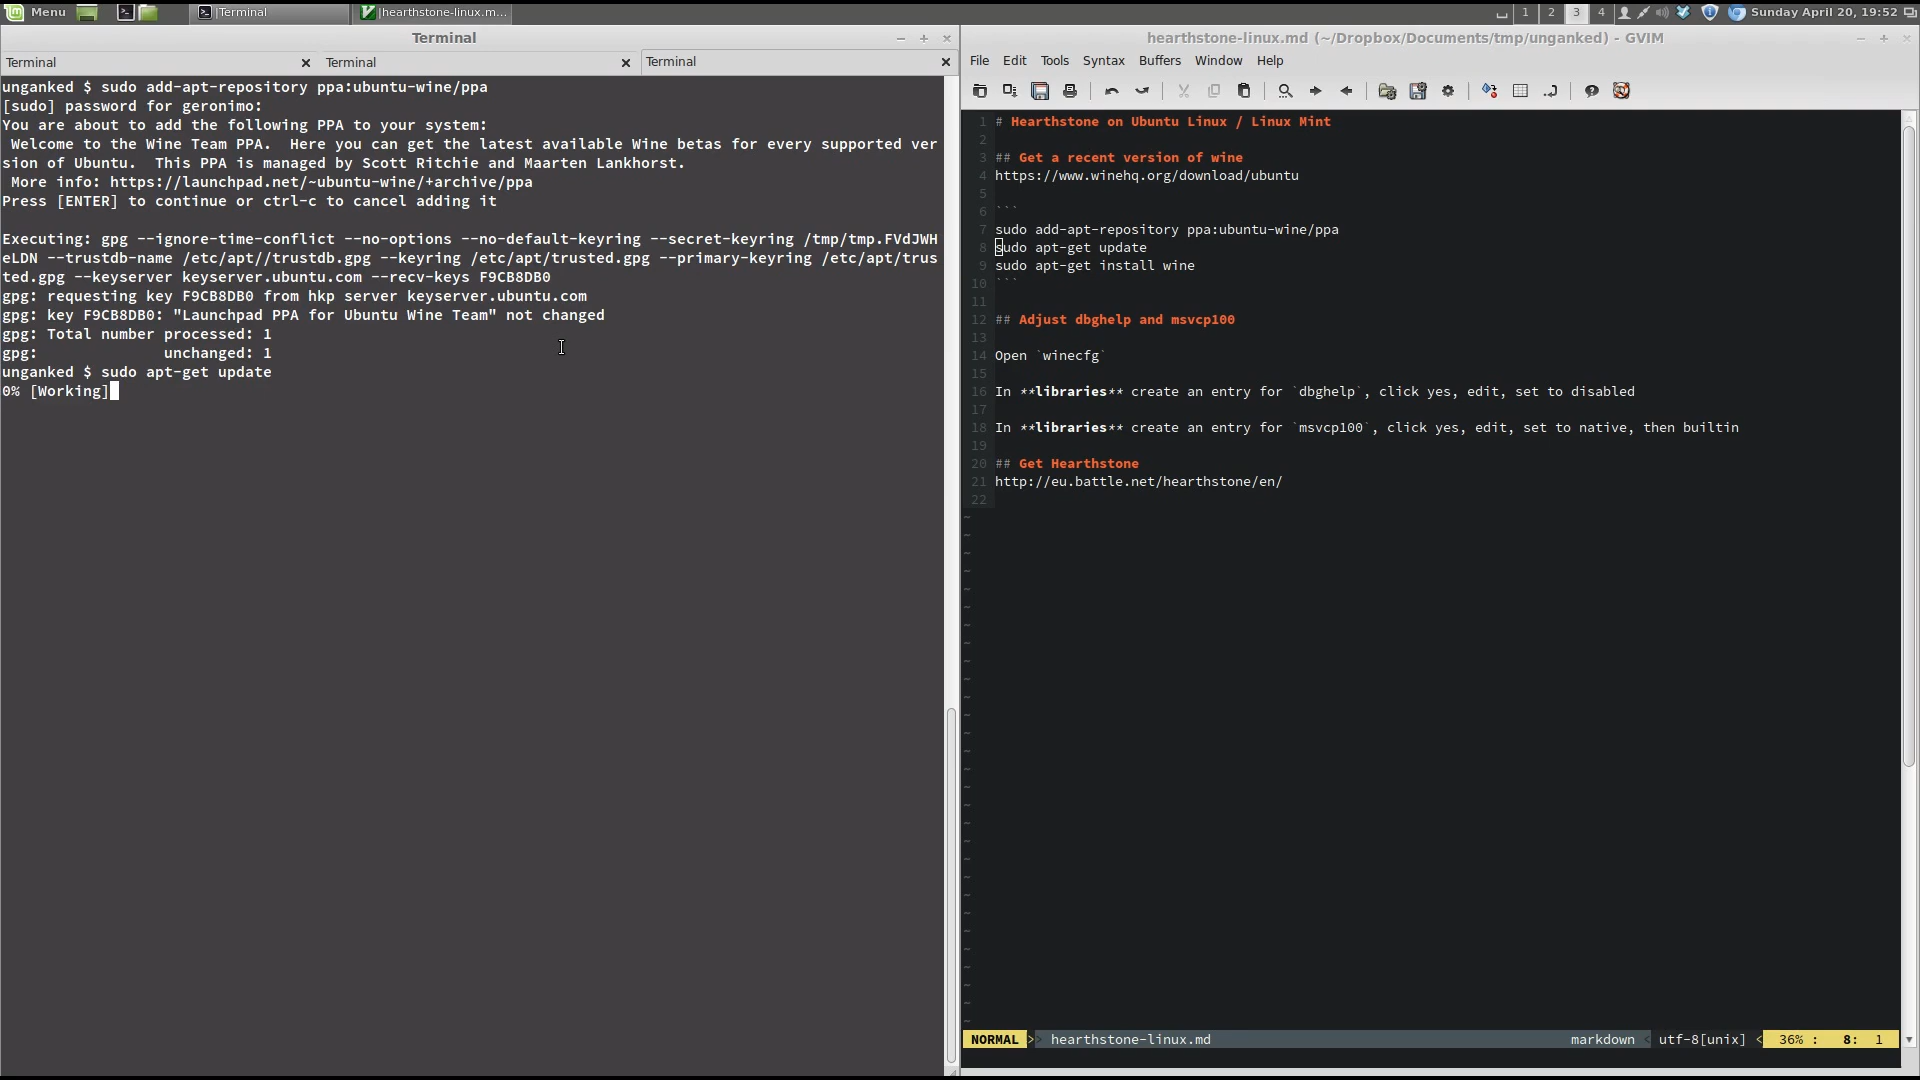 Menu
Terminal
hearthstone-linux.m...
1 2 3 4
Sunday April 20, 19:52
Terminal
Terminal
Terminal
Terminal
unganked $ sudo add-apt-repository ppa:ubuntu-wine/ppa
[sudo] password for geronimo:
You are about to add the following PPA to your system:
Welcome to the Wine Team PPA.  Here you can get the latest available Wine betas for every supported ver
sion of Ubuntu.  This PPA is managed by Scott Ritchie and Maarten Lankhorst.
More info: https://launchpad.net/~ubuntu-wine/+archive/ppa
Press [ENTER] to continue or ctrl-c to cancel adding it
Executing: gpg --ignore-time-conflict --no-options --no-default-keyring --secret-keyring /tmp/tmp.FVdJWH
eLDN --trustdb-name /etc/apt//trustdb.gpg --keyring /etc/apt/trusted.gpg --primary-keyring /etc/apt/trus
ted.gpg --keyserver keyserver.ubuntu.com --recv-keys F9CB8DB0
gpg: requesting key F9CB8DB0 from hkp server keyserver.ubuntu.com
gpg: key F9CB8DB0: "Launchpad PPA for Ubuntu Wine Team" not changed
gpg: Total number processed: 1
gpg:              unchanged: 1
unganked $ sudo apt-get update
0% [Working]
hearthstone-linux.md (~/Dropbox/Documents/tmp/unganked) - GVIM
File Edit Tools Syntax Buffers Window Help
1 # Hearthstone on Ubuntu Linux / Linux Mint
2
3 ## Get a recent version of wine
4 https://www.winehq.org/download/ubuntu
5
6 ```
7 sudo add-apt-repository ppa:ubuntu-wine/ppa
8 sudo apt-get update
9 sudo apt-get install wine
10 ```
11
12 ## Adjust dbghelp and msvcp100
13
14 Open `winecfg`
15
16 In **libraries** create an entry for `dbghelp`, click yes, edit, set to disabled
17
18 In **libraries** create an entry for `msvcp100`, click yes, edit, set to native, then builtin
19
20 ## Get Hearthstone
21 http://eu.battle.net/hearthstone/en/
22
NORMAL >> hearthstone-linux.md markdown < utf-8[unix] < 36% : 8: 1